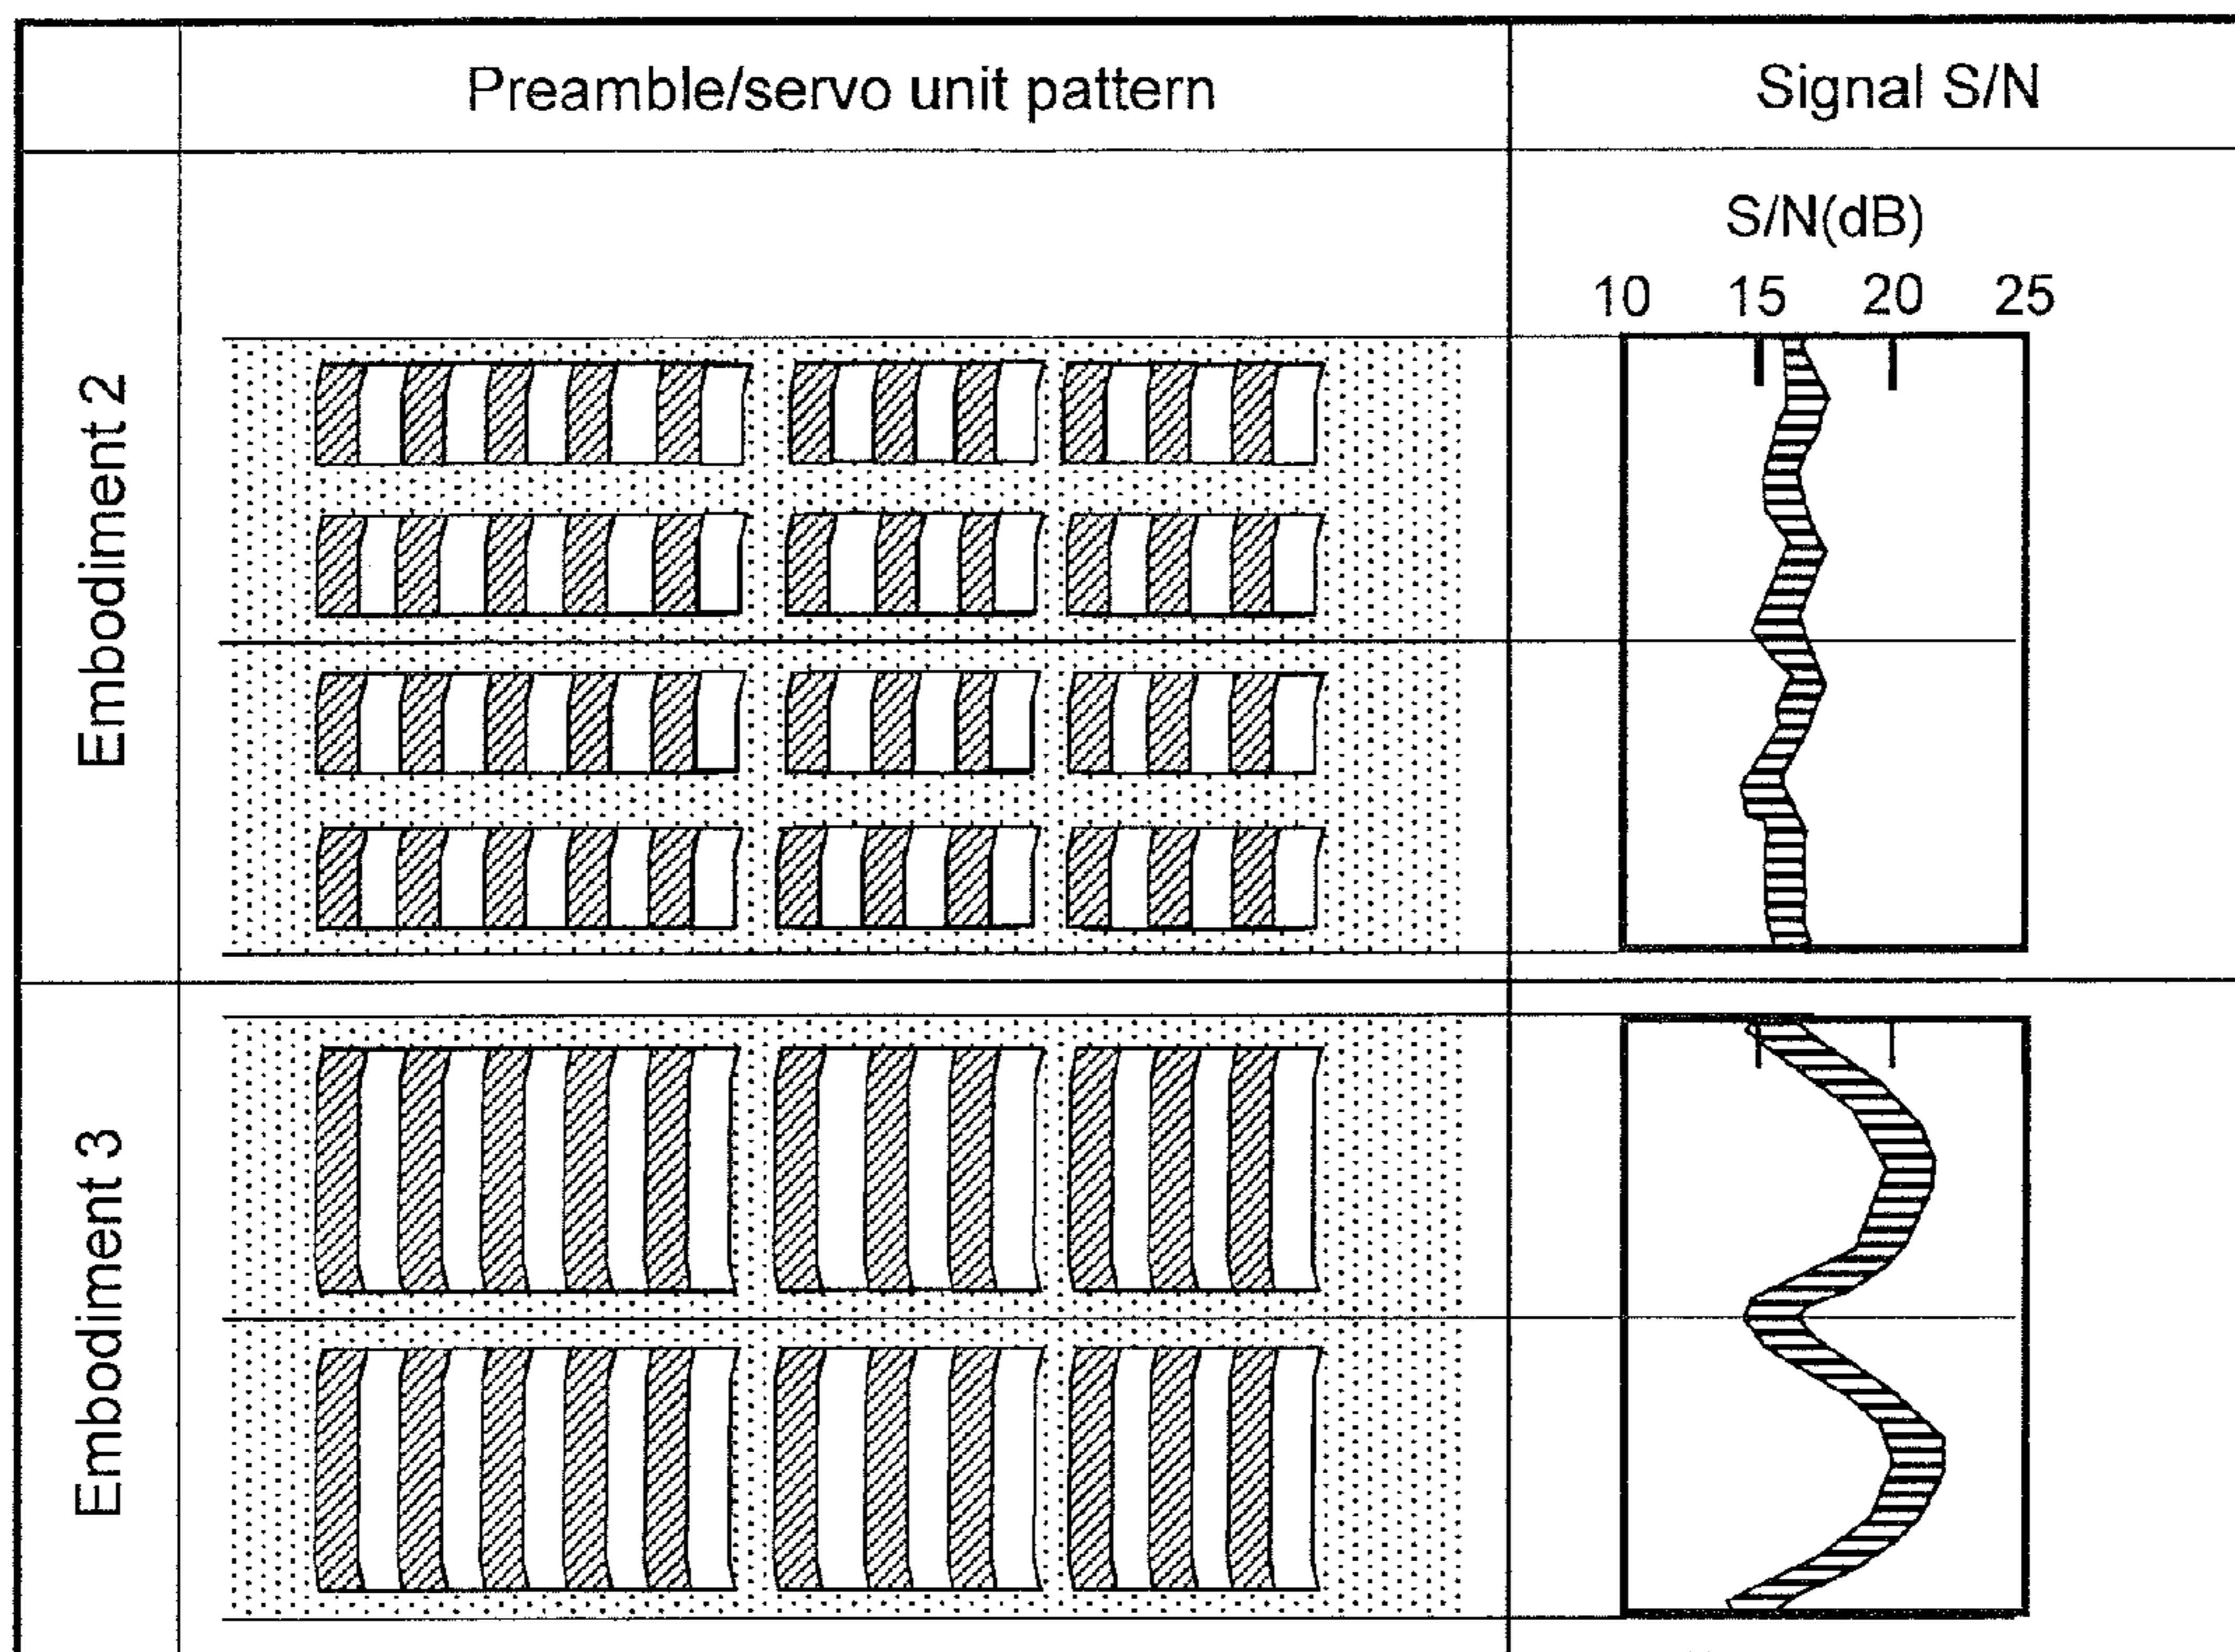 Preamble/servo unit pattern
Signal S/N
Embodiment 2
S/N(dB)
10 15 20 25
Embodiment 3